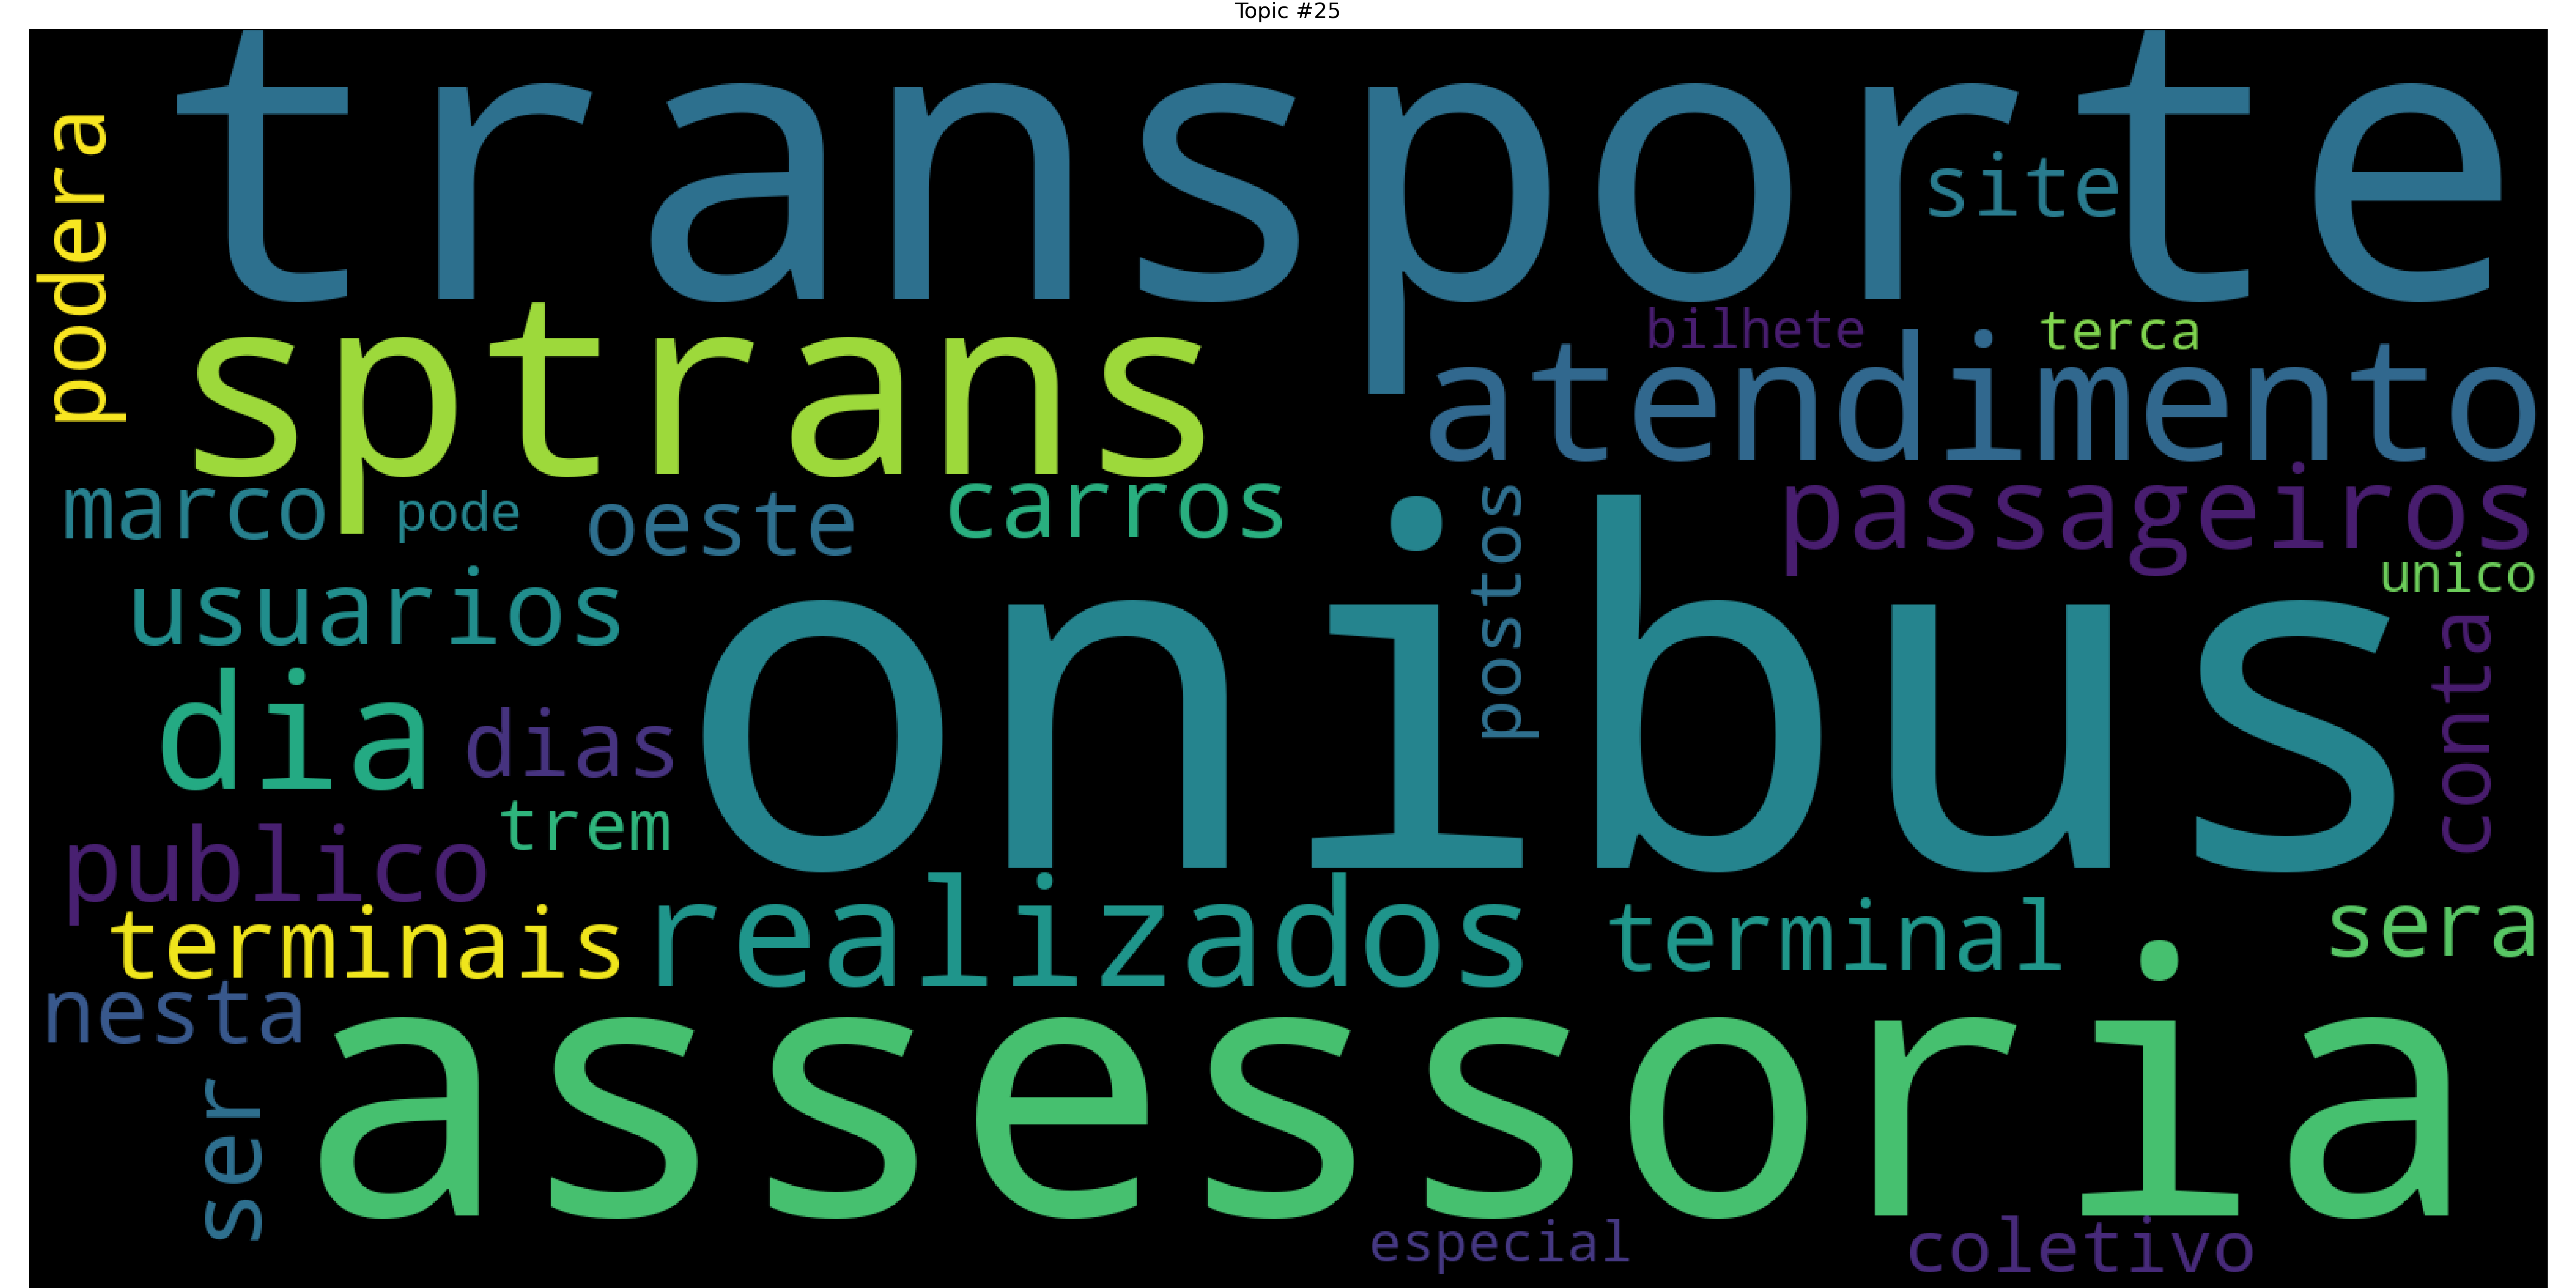 Topic #25
transporte
podera
site
sptrans
bilhete
terca
atendimento
marco
pode
oeste
carros
postos
passageiros
unico
usuarios
onibus
conta
dia
dias
trem
publico
terminais
realizados
terminal
sera
nesta
ser
assessoria
especial
coletivo